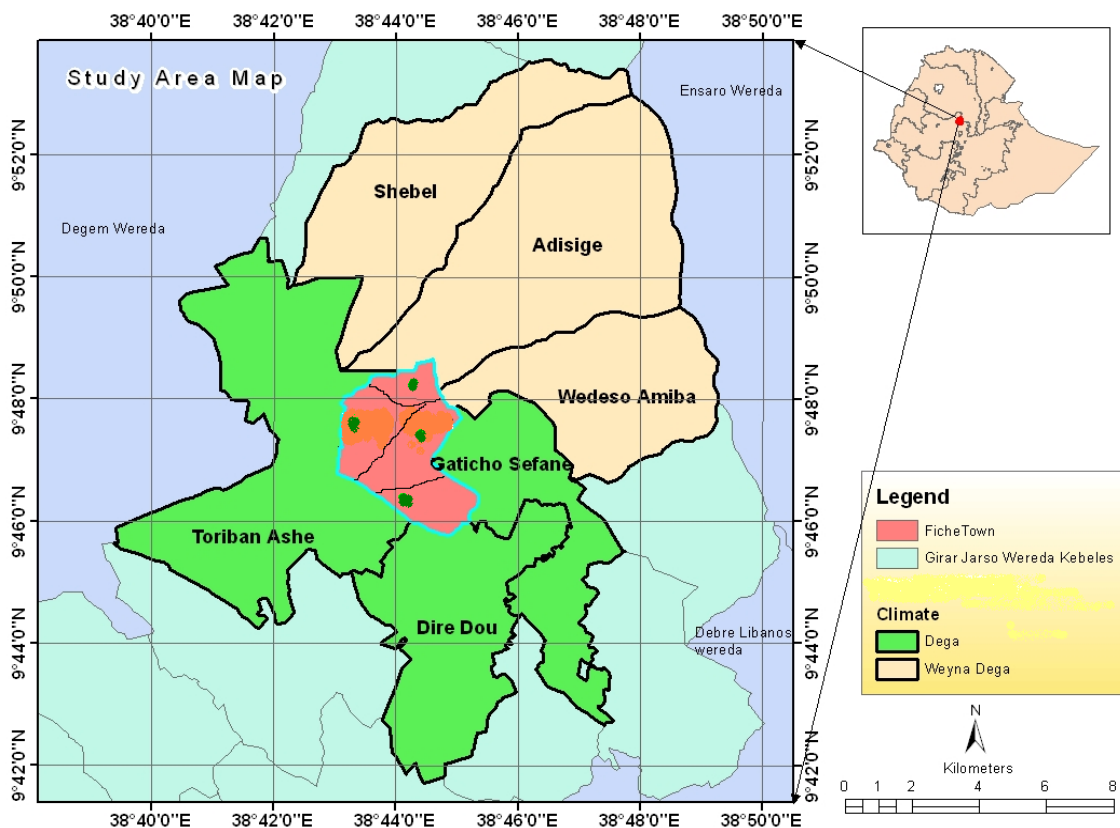 38°40'0"E 38°42'0"E 38°44'0"E 38°46'0"E 38°48'0"E 38°50'0"E
Study Area Map
Ensaro Wereda
9°52'0"N 9°52'0"N
Shebel
Degem Wereda
Adisige
9°50'0"N 9°50'0"N
9°48'0"N 9°48'0"N
Wedeso Amiba
Gaticho Sefane
9°46'0"N 9°46'0"N
Toriban Ashe
Dire Dou
Debre Libanos
wereda
9°44'0"N 9°44'0"N
9°42'0"N 9°42'0"N
38°40'0"E 38°42'0"E 38°44'0"E 38°46'0"E 38°48'0"E 38°50'0"E
Legend
FicheTown
Girar Jarso Wereda Kebeles
Climate
Dega
Weyna Dega
N
Kilometers
0 1 2 4 6 8